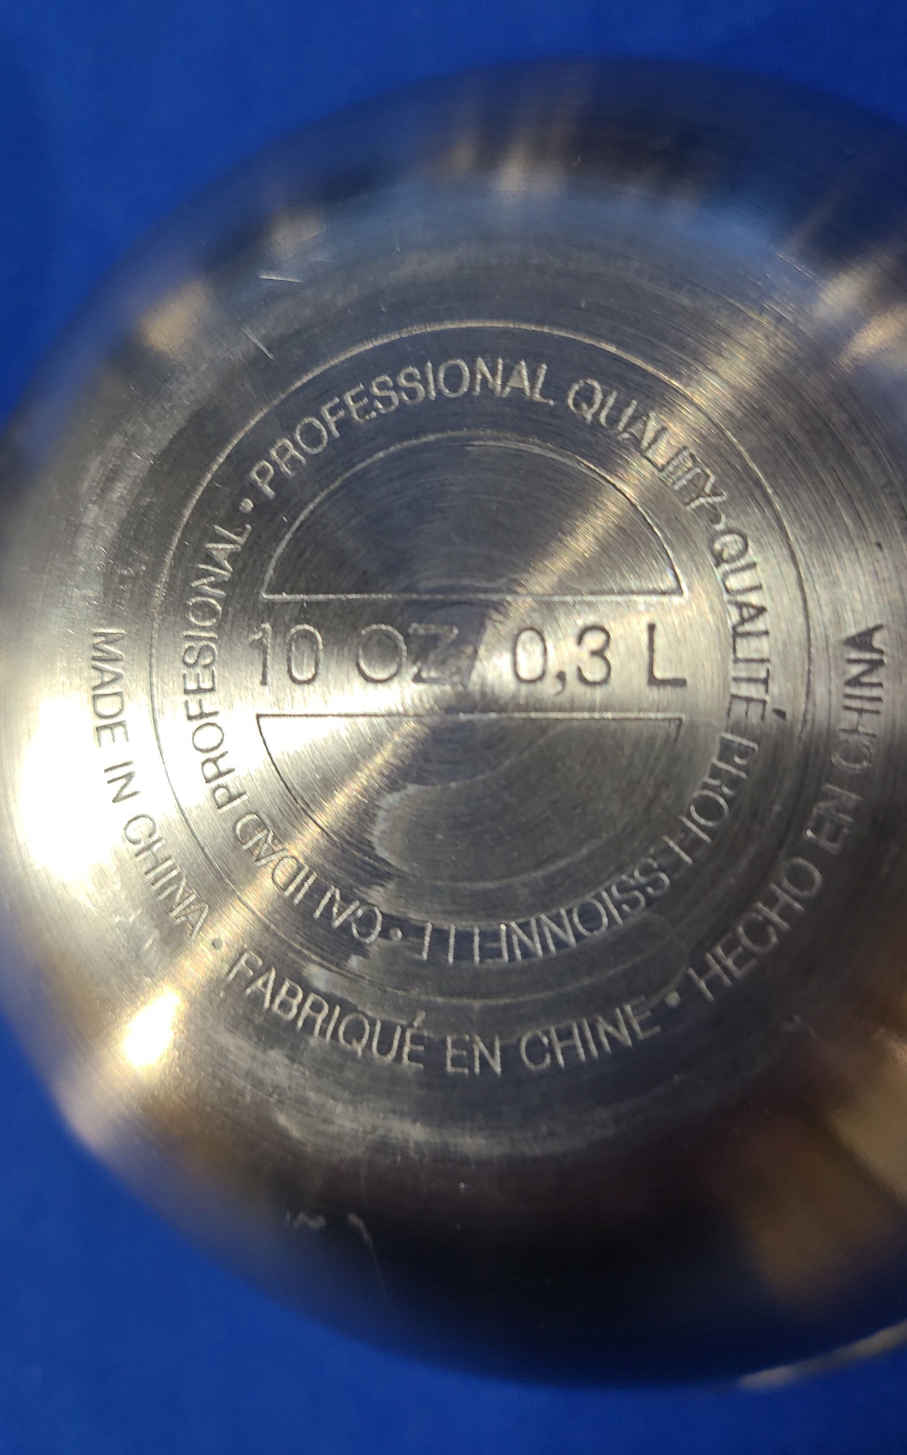 PROFESSIONAL QUALITY • QUALITÉ PROFESSIONNELLE • CALIDAD PROFESIONAL •
10 OZ / 0,3 L
MADE IN CHINA • FABRIQUÉ EN CHINE • HECHO EN CHINA